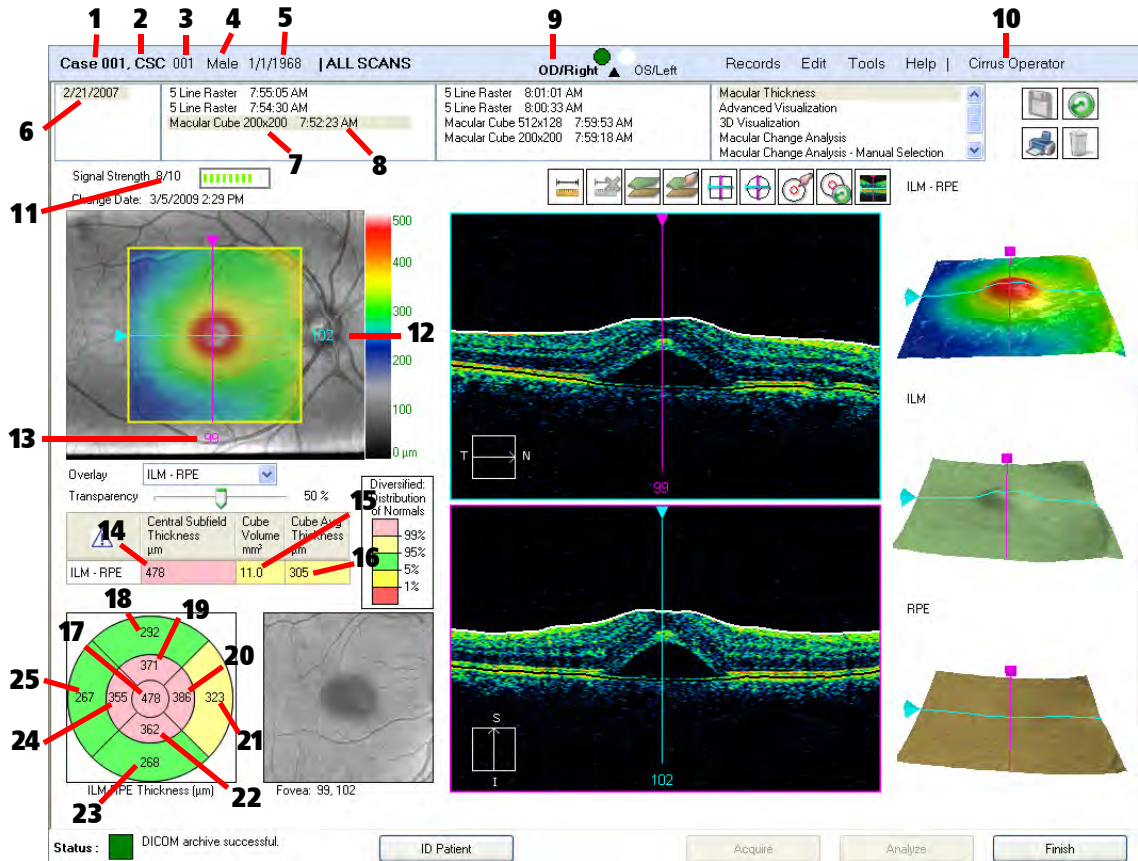 1 2 3 4 5 9 10
Case 001, CSC 001 Male 1/1/1968 | ALL SCANS OD/Right OS/Left Records Edit Tools Help | Cirrus Operator
2/21/2007
6
5 Line Raster 7:55:05 AM
5 Line Raster 7:54:30 AM
Macular Cube 200x200 7:52:23 AM
7 8
5 Line Raster 8:01:01 AM
5 Line Raster 8:00:33 AM
Macular Cube 512x128 7:59:53 AM
Macular Cube 200x200 7:59:18 AM
Macular Thickness
Advanced Visualization
3D Visualization
Macular Change Analysis
Macular Change Analysis - Manual Selection
Signal Strength 8/10
11
Change Date: 3/5/2009 2:29 PM
ILM - RPE
500
400
300
200
100
0 µm
102 12
13 99
T N
99
ILM
Overlay ILM - RPE
Transparency 50 %
Diversified:
Distribution
of Normals
99%
95%
5%
1%
14 15 16
Central Subfield
Thickness
µm
Cube
Volume
mm³
Cube Avg
Thickness
µm
ILM - RPE 478 11.0 305
RPE
17 18 19 20
25 24 23 22 21
292
371
267 355 478 386 323
362
268
ILM-RPE Thickness (µm)
Fovea: 99, 102
S
I
102
Status : DICOM archive successful. ID Patient Acquire Analyze Finish